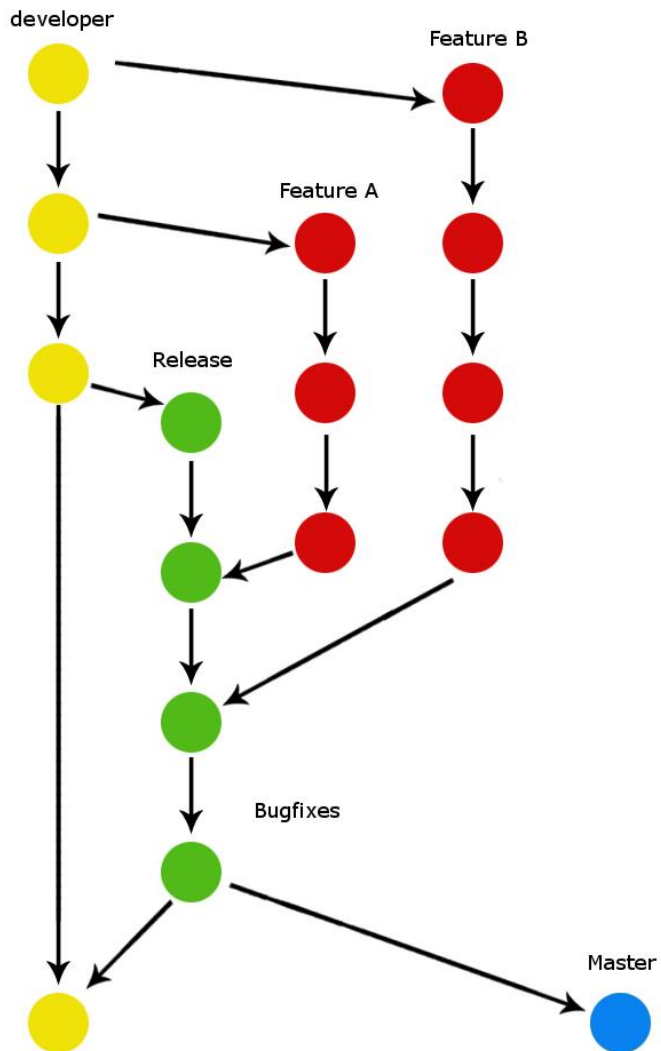 developer
Feature B
Feature A
Release
Bugfixes
Master